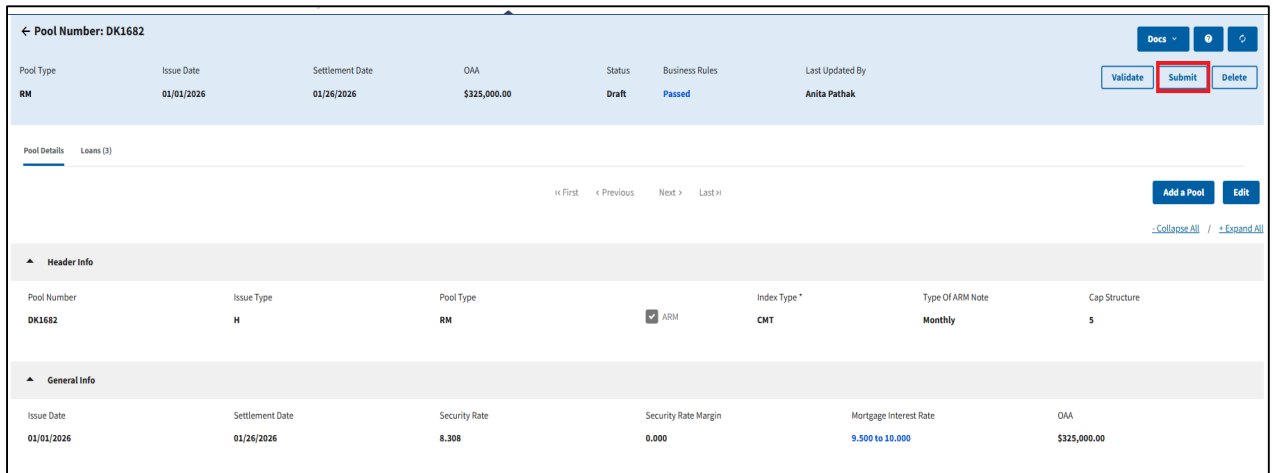 ← Pool Number: DK1682
Docs
Pool Type Issue Date Settlement Date OAA Status Business Rules Last Updated By
Validate Submit Delete
RM 01/01/2026 01/26/2026 $325,000.00 Draft Passed Anita Pathak
Pool Details Loans (3)
First Previous Next Last
Add a Pool Edit
- Collapse All / + Expand All
Header Info
Pool Number Issue Type Pool Type Index Type * Type Of ARM Note Cap Structure
DK1682 H RM ARM CMT Monthly 5
General Info
Issue Date Settlement Date Security Rate Security Rate Margin Mortgage Interest Rate OAA
01/01/2026 01/26/2026 8.308 0.000 9.500 to 10.000 $325,000.00